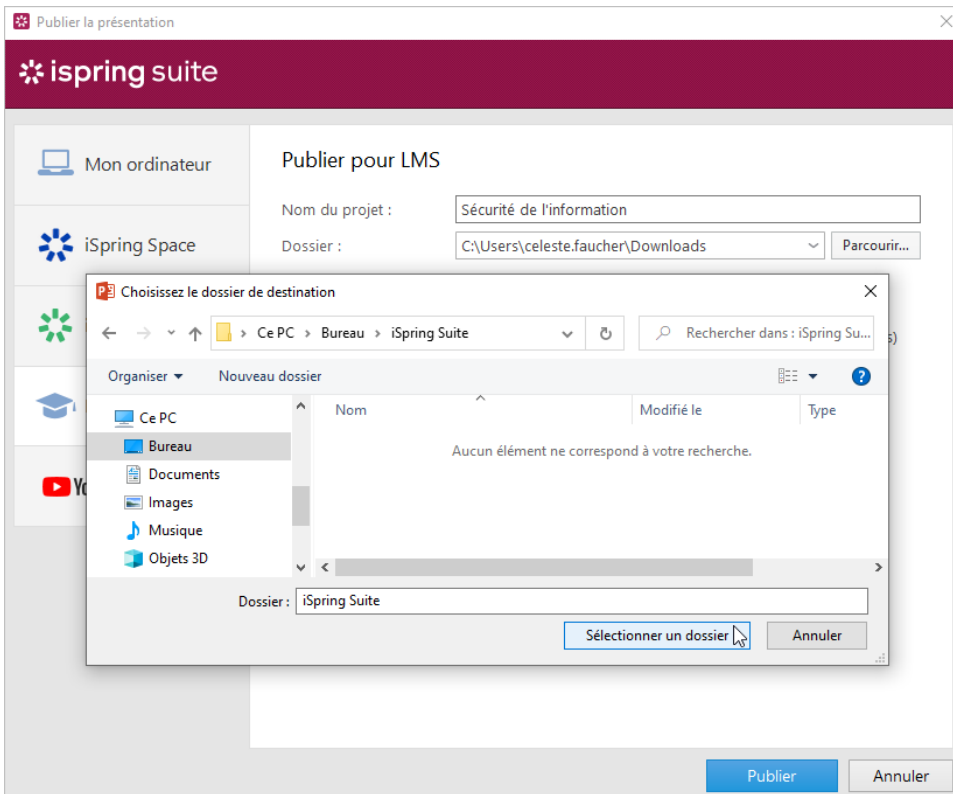 Publier la présentation
ispring suite
Mon ordinateur
iSpring Space
Publier pour LMS
Nom du projet : Sécurité de l'information
Dossier : C:\Users\celeste.faucher\Downloads Parcourir...
Choisissez le dossier de destination
Ce PC > Bureau > iSpring Suite Rechercher dans : iSpring Su... s)
Organiser Nouveau dossier ?
Ce PC
Bureau
Documents
Images
Musique
Objets 3D
Nom Modifié le Type
Aucun élément ne correspond à votre recherche.
Dossier : iSpring Suite
Sélectionner un dossier Annuler
Publier Annuler